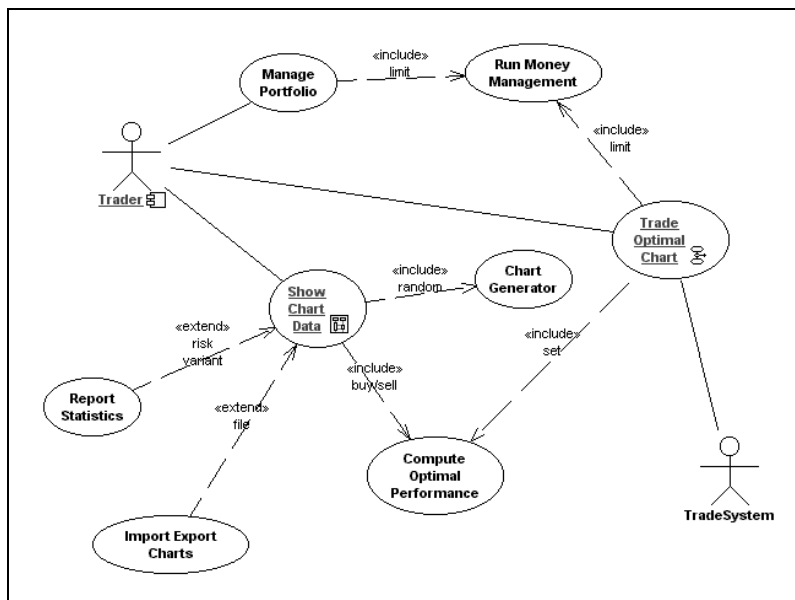 «include»
limit
Manage
Portfolio
Run Money
Management
«include»
limit
Trader
Trade
Optimal
Chart
«include»
random
Chart
Generator
Show
Chart
Data
«extend»
risk
variant
«include»
set
«include»
buy/sell
Report
Statistics
«extend»
file
Compute
Optimal
Performance
TradeSystem
Import Export
Charts